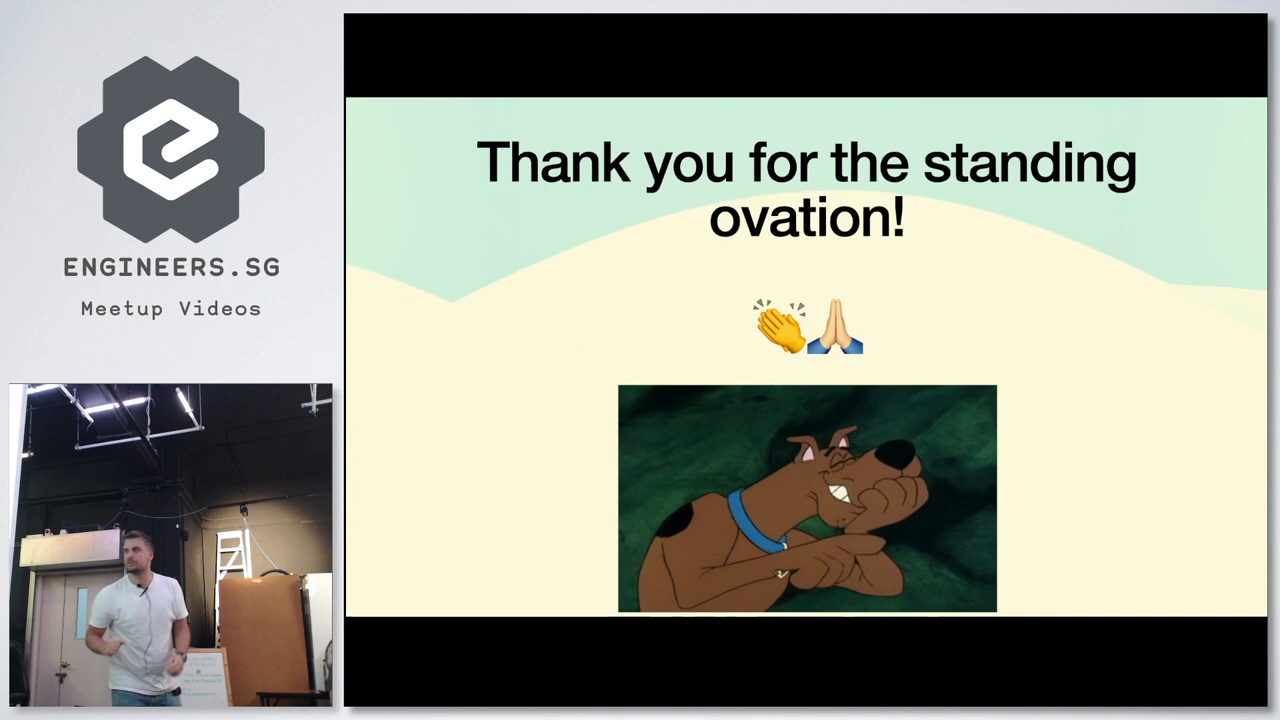 ENGINEERS.SG
Meetup Videos
Thank you for the standing
ovation!